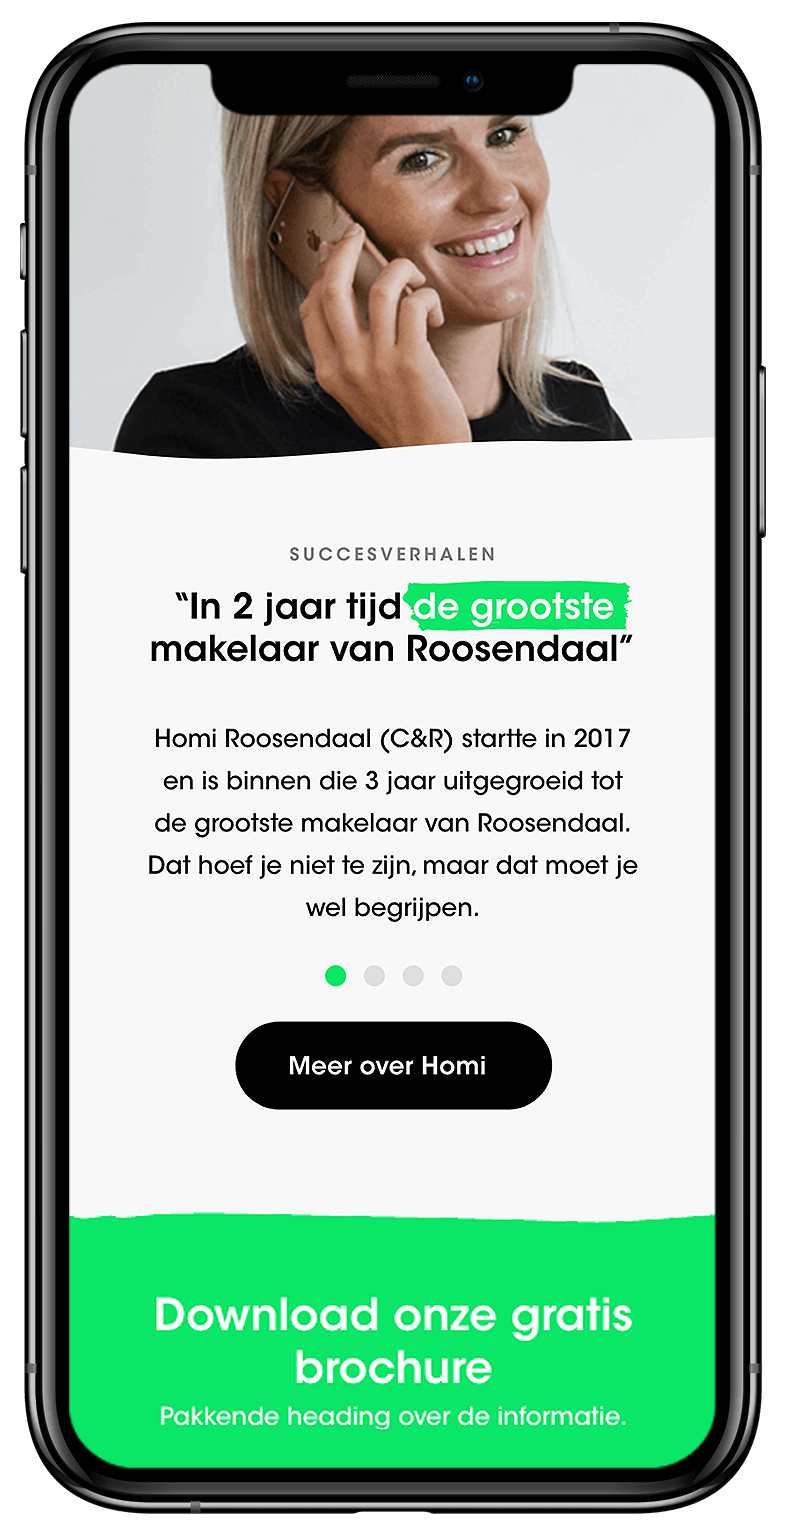 SUCCESVERHALEN
“In 2 jaar tijd de grootste
makelaar van Roosendaal”
Homi Roosendaal (C&R) startte in 2017
en is binnen die 3 jaar uitgegroeid tot
de grootste makelaar van Roosendaal.
Dat hoef je niet te zijn, maar dat moet je
wel begrijpen.
Meer over Homi
Download onze gratis
brochure
Pakkende heading over de informatie.